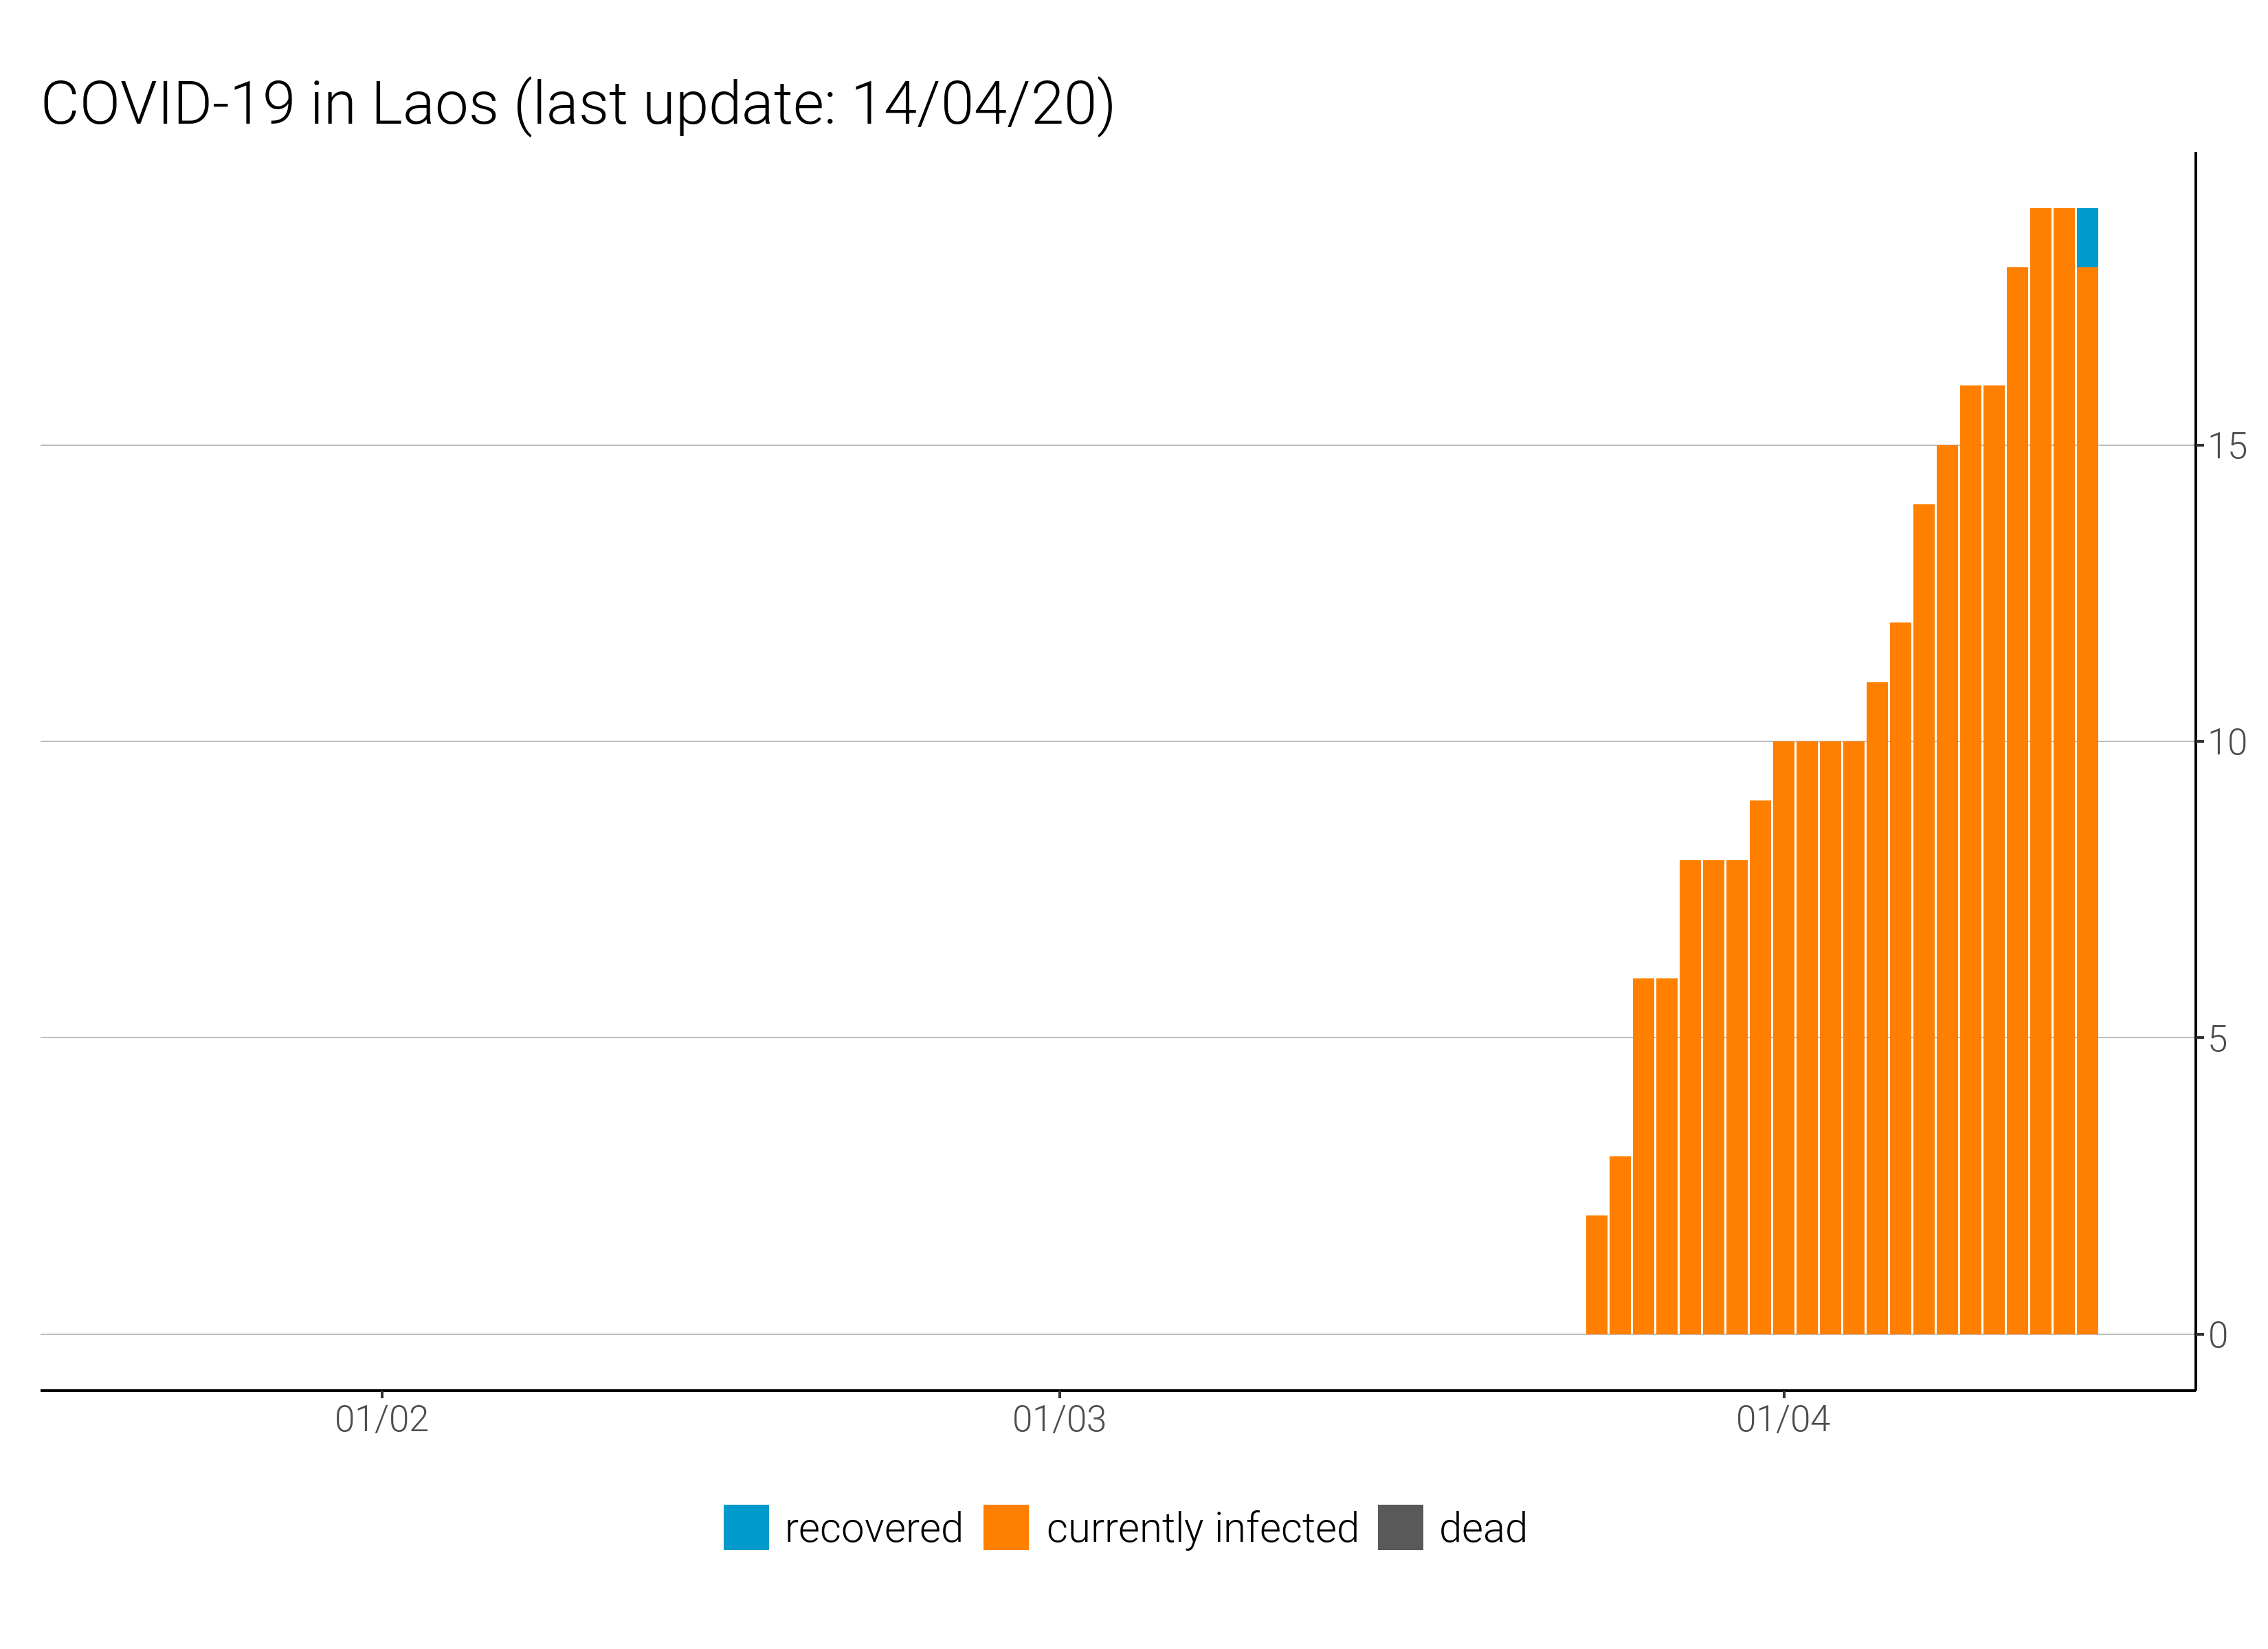 COVID-19 in Laos (last update: 14/04/20)
15
10
5
0
01/02 01/03 01/04
recovered currently infected dead